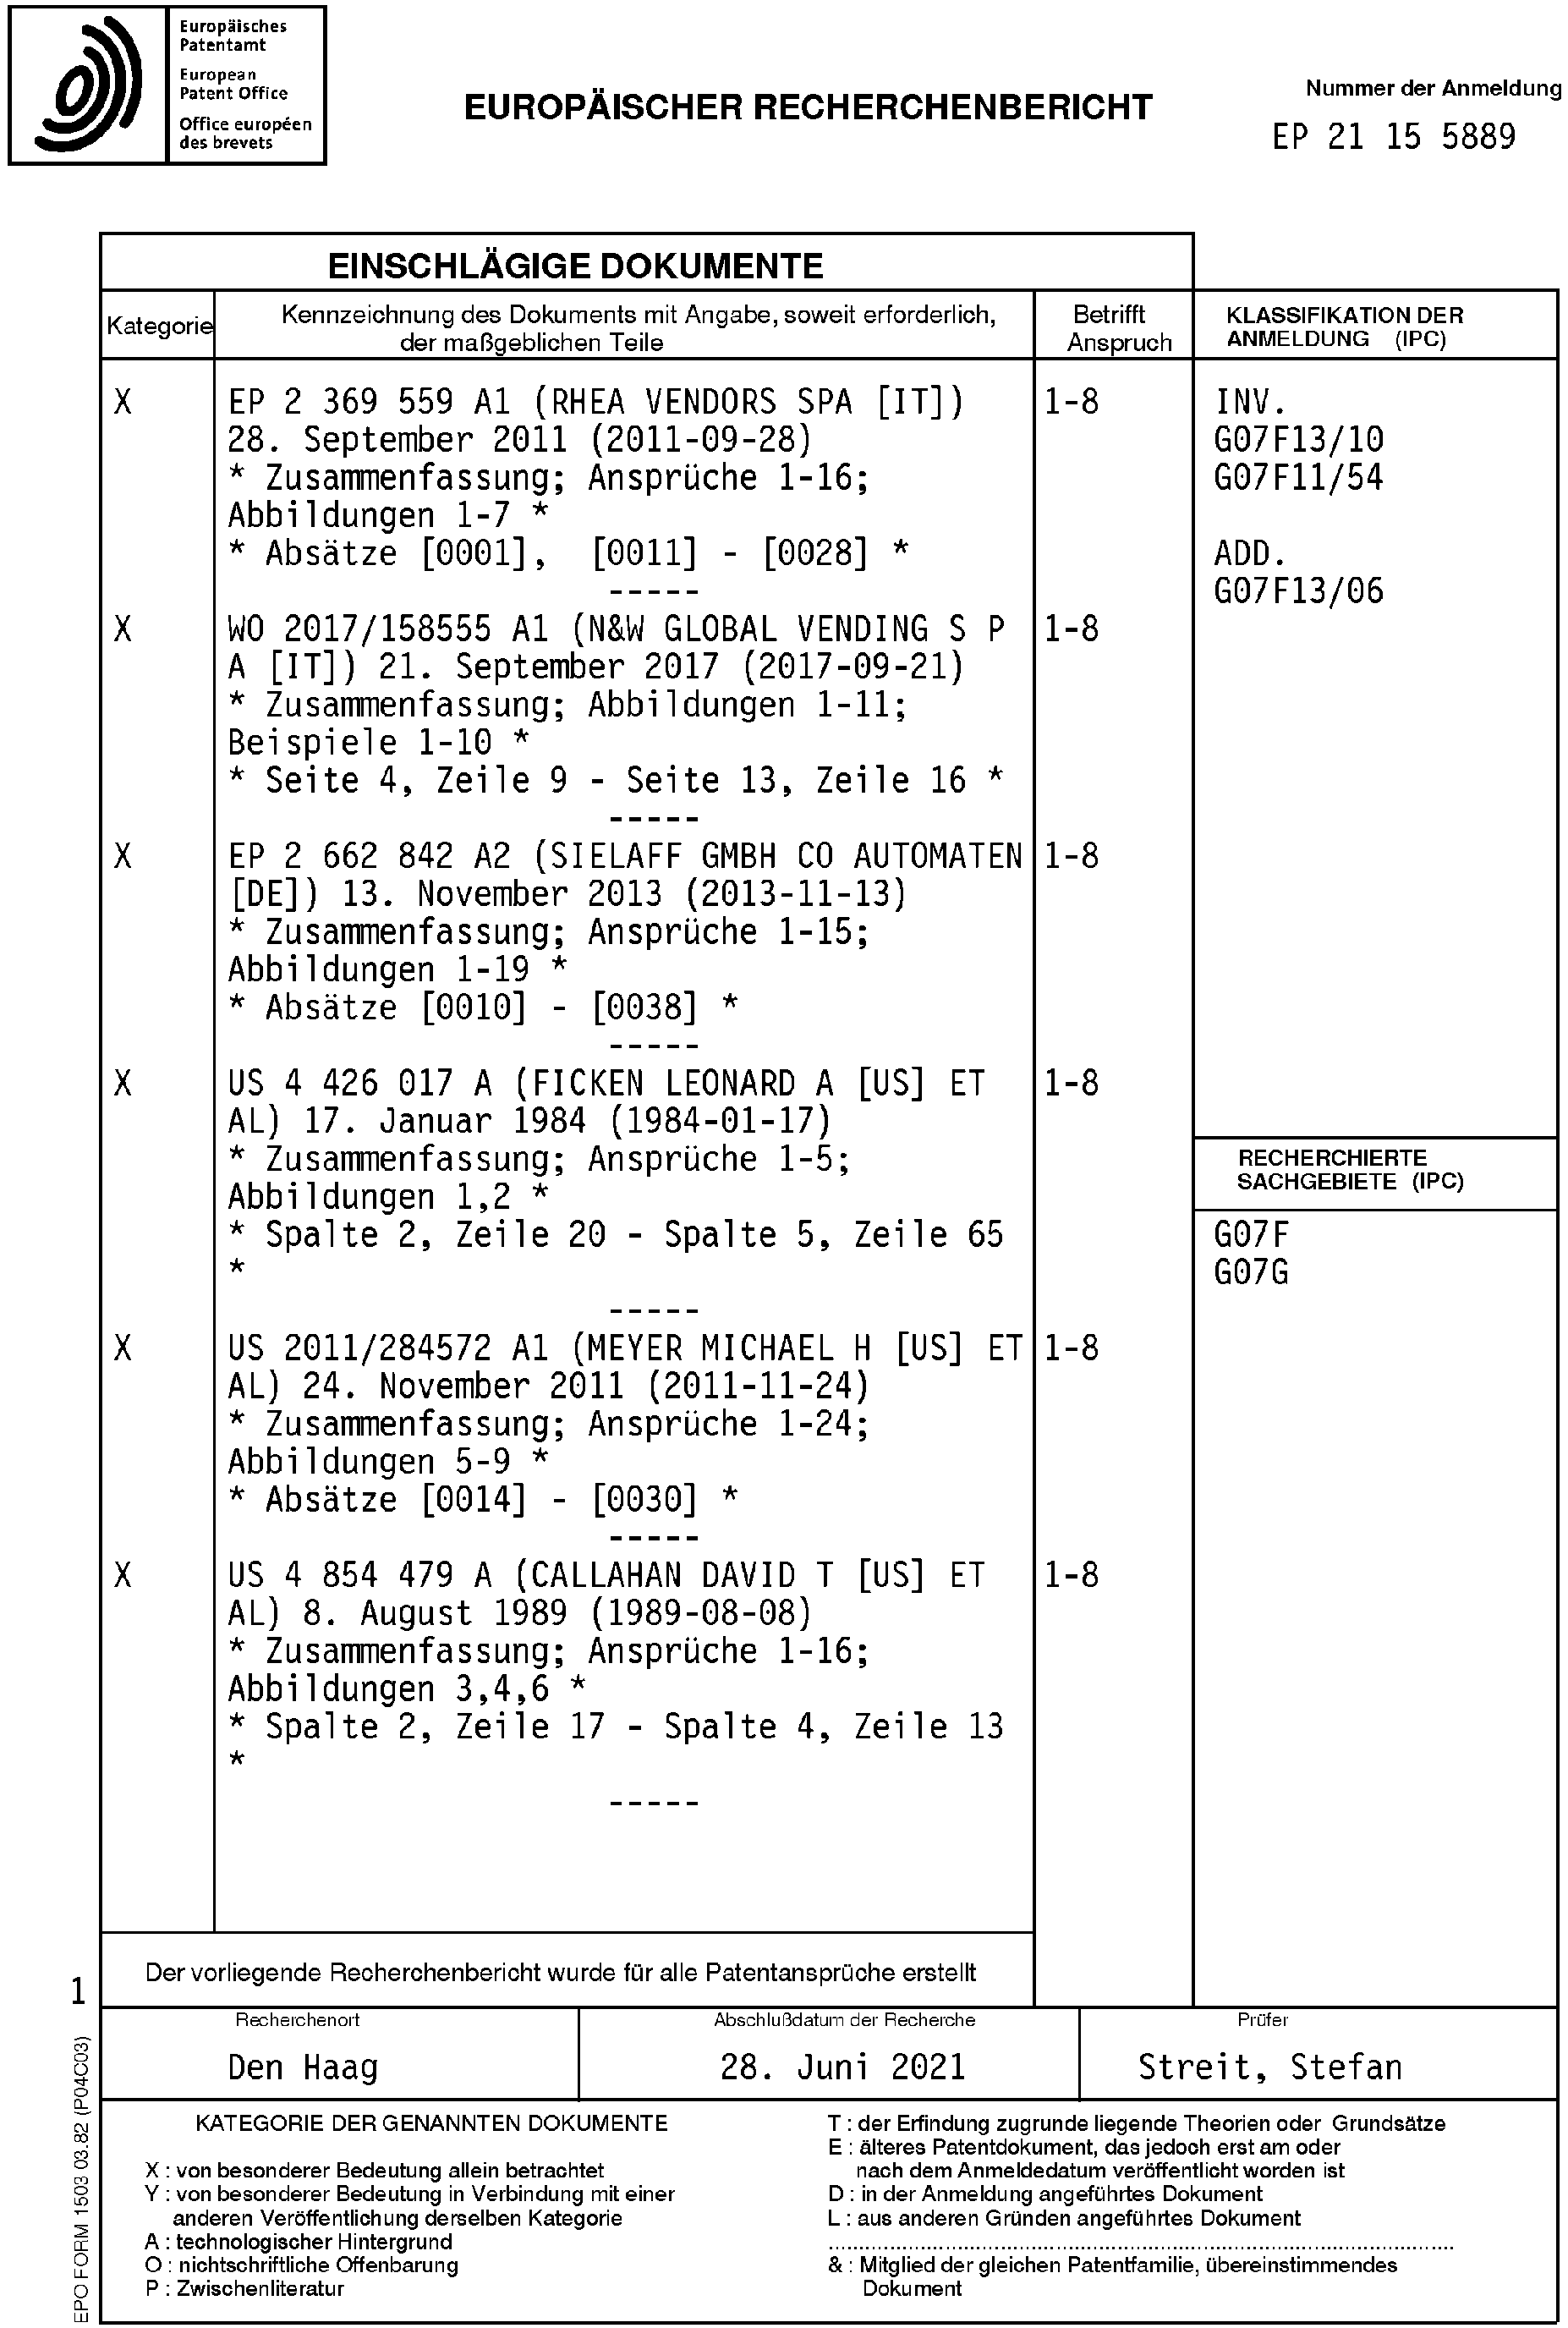 Europäisches
Patentamt
European
Patent Office
Office européen
des brevets
EUROPÄISCHER RECHERCHENBERICHT
Nummer der Anmeldung
EP 21 15 5889
EINSCHLÄGIGE DOKUMENTE
Kategorie
Kennzeichnung des Dokuments mit Angabe, soweit erforderlich,
der maßgeblichen Teile
Betrifft
Anspruch
KLASSIFIKATION DER
ANMELDUNG (IPC)
X
EP 2 369 559 A1 (RHEA VENDORS SPA [IT])
28. September 2011 (2011-09-28)
* Zusammenfassung; Ansprüche 1-16;
Abbildungen 1-7 *
* Absätze [0001], [0011] - [0028] *
-----
1-8
X
WO 2017/158555 A1 (N&W GLOBAL VENDING S P
A [IT]) 21. September 2017 (2017-09-21)
* Zusammenfassung; Abbildungen 1-11;
Beispiele 1-10 *
* Seite 4, Zeile 9 - Seite 13, Zeile 16 *
-----
1-8
X
EP 2 662 842 A2 (SIELAFF GMBH CO AUTOMATEN
[DE]) 13. November 2013 (2013-11-13)
* Zusammenfassung; Ansprüche 1-15;
Abbildungen 1-19 *
* Absätze [0010] - [0038] *
-----
1-8
X
US 4 426 017 A (FICKEN LEONARD A [US] ET
AL) 17. Januar 1984 (1984-01-17)
* Zusammenfassung; Ansprüche 1-5;
Abbildungen 1,2 *
* Spalte 2, Zeile 20 - Spalte 5, Zeile 65
*
-----
1-8
X
US 2011/284572 A1 (MEYER MICHAEL H [US] ET
AL) 24. November 2011 (2011-11-24)
* Zusammenfassung; Ansprüche 1-24;
Abbildungen 5-9 *
* Absätze [0014] - [0030] *
-----
1-8
X
US 4 854 479 A (CALLAHAN DAVID T [US] ET
AL) 8. August 1989 (1989-08-08)
* Zusammenfassung; Ansprüche 1-16;
Abbildungen 3,4,6 *
* Spalte 2, Zeile 17 - Spalte 4, Zeile 13
*
-----
1-8
INV.
G07F13/10
G07F11/54
ADD.
G07F13/06
RECHERCHIERTE
SACHGEBIETE (IPC)
G07F
G07G
Der vorliegende Recherchenbericht wurde für alle Patentansprüche erstellt
1
Recherchenort
Den Haag
Abschlußdatum der Recherche
28. Juni 2021
Prüfer
Streit, Stefan
KATEGORIE DER GENANNTEN DOKUMENTE
X : von besonderer Bedeutung allein betrachtet
Y : von besonderer Bedeutung in Verbindung mit einer
anderen Veröffentlichung derselben Kategorie
A : technologischer Hintergrund
O : nichtschriftliche Offenbarung
P : Zwischenliteratur
T : der Erfindung zugrunde liegende Theorien oder Grundsätze
E : älteres Patentdokument, das jedoch erst am oder
nach dem Anmeldedatum veröffentlicht worden ist
D : in der Anmeldung angeführtes Dokument
L : aus anderen Gründen angeführtes Dokument
& : Mitglied der gleichen Patentfamilie, übereinstimmendes
Dokument
EPO FORM 1503 03.82 (P04C03)